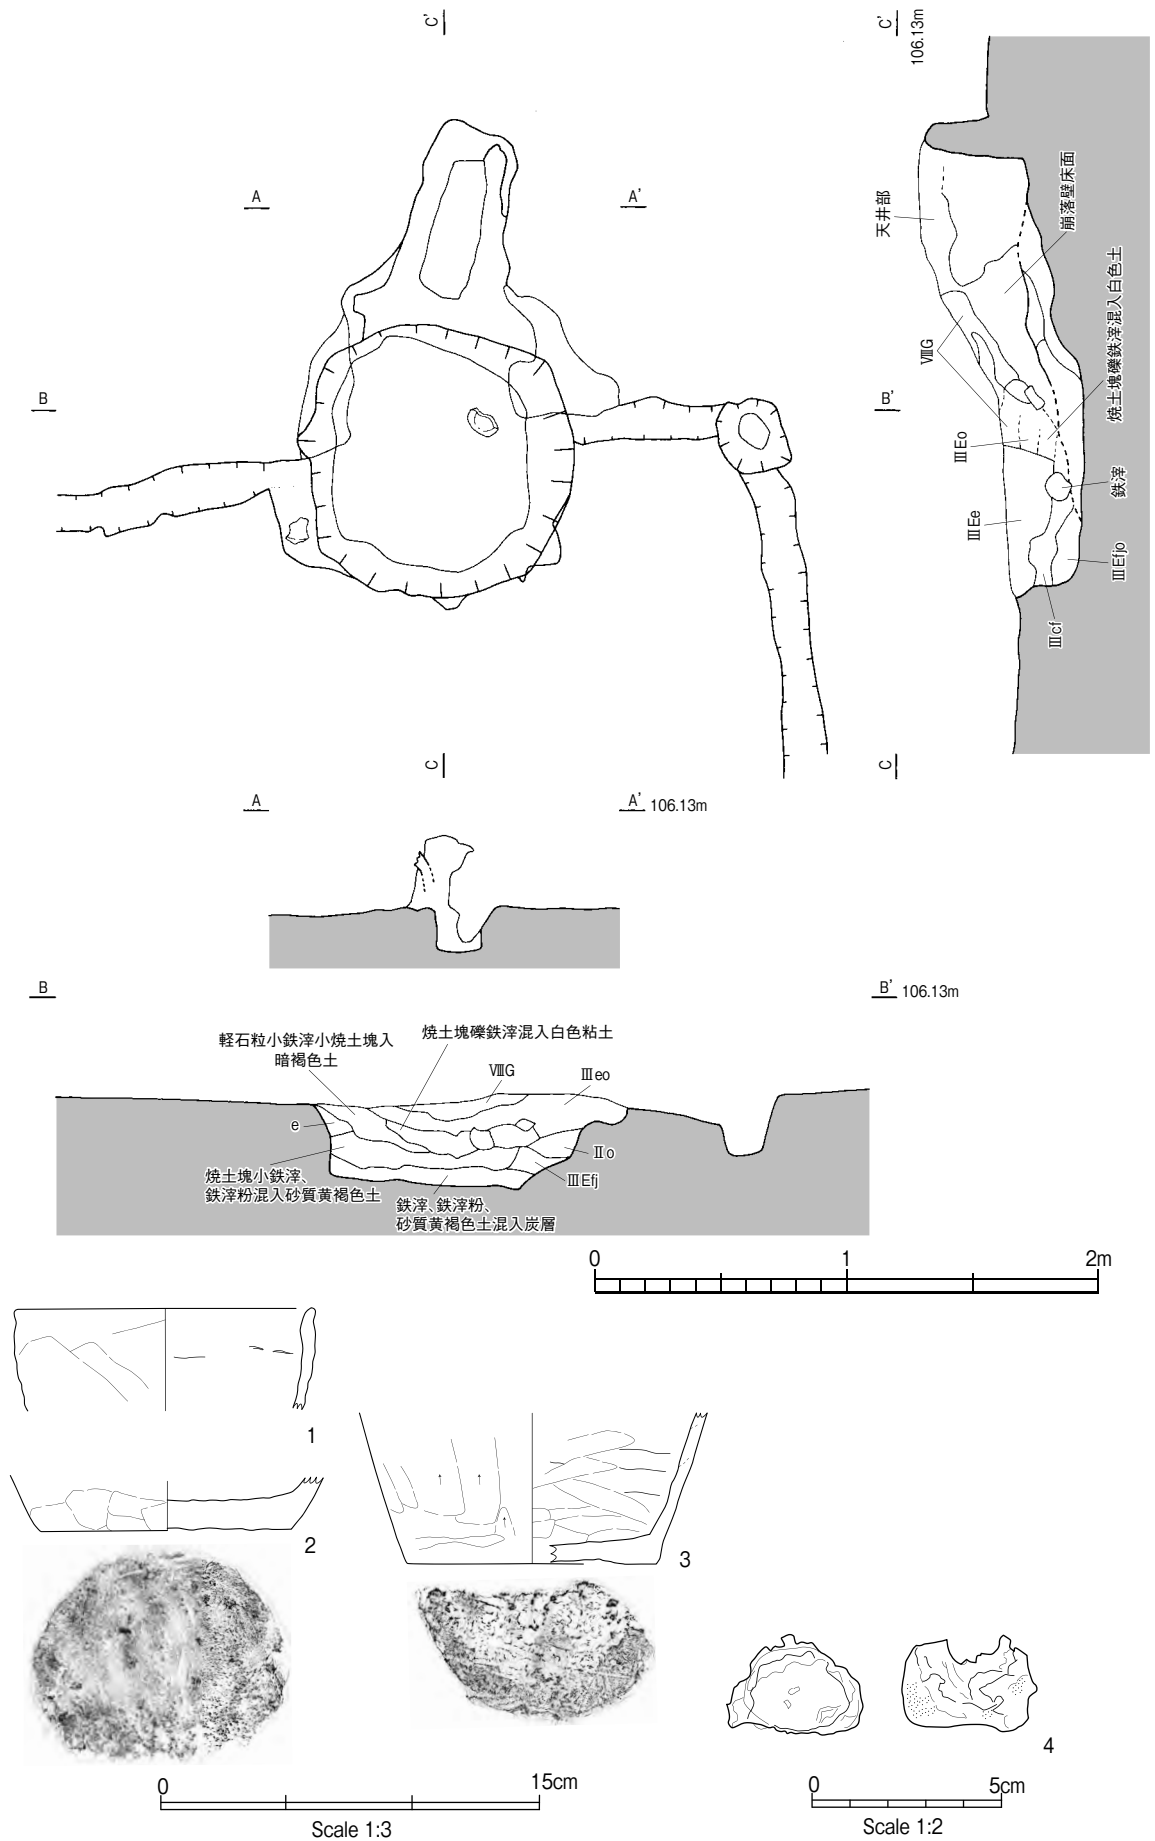 C'
C'
106.13m
A
A'
天井部
崩落壁床面
焼土塊礫鉄滓混入白色土
ⅧG
B
B'
ⅢEo
鉄滓
ⅢEe
ⅢEfjo
Ⅲcf
C
C
A
A' 106.13m
B
B' 106.13m
軽石粒小鉄滓小焼土塊入
暗褐色土
焼土塊礫鉄滓混入白色粘土
ⅧG
Ⅲeo
e
Ⅱo
ⅢEfj
焼土塊小鉄滓、
鉄滓粉混入砂質黄褐色土
鉄滓、鉄滓粉、
砂質黄褐色土混入炭層
0 1 2m
1
2
3
4
0 15cm
Scale 1:3
0 5cm
Scale 1:2